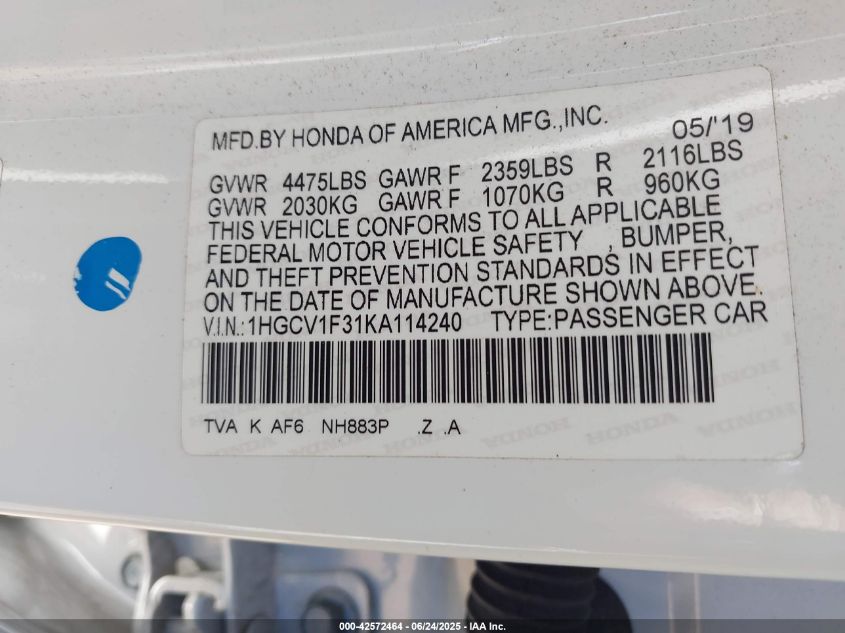 MFD.BY HONDA OF AMERICA MFG.,INC. 05/'19
GVWR 4475LBS GAWR F 2359LBS R 2116LBS
GVWR 2030KG GAWR F 1070KG R 960KG
THIS VEHICLE CONFORMS TO ALL APPLICABLE
FEDERAL MOTOR VEHICLE SAFETY , BUMPER,
AND THEFT PREVENTION STANDARDS IN EFFECT
ON THE DATE OF MANUFACTURE SHOWN ABOVE.
V.I.N.:1HGCV1F31KA114240 TYPE:PASSENGER CAR
TVA K AF6 NH883P .Z .A
000-42572464 - 06/24/2025 - IAA Inc.